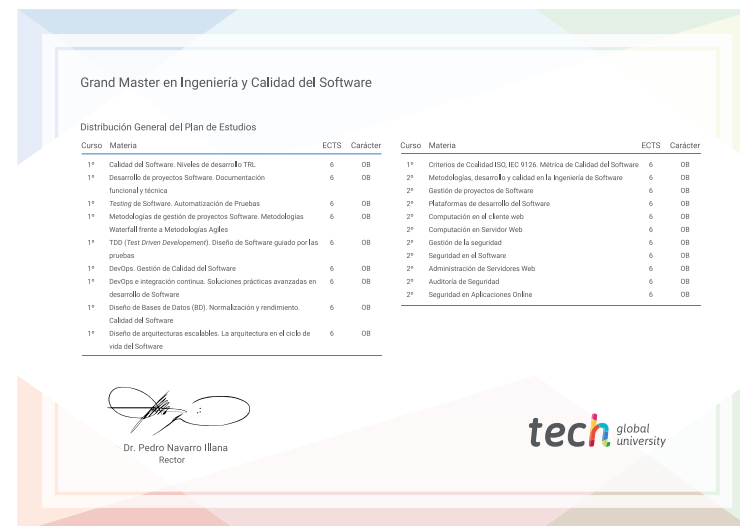 Grand Master en Ingeniería y Calidad del Software
Distribución General del Plan de Estudios
Curso Materia ECTS Carácter
1º Calidad del Software. Niveles de desarrollo TRL 6 OB
1º Desarrollo de proyectos Software. Documentación 6 OB
funcional y técnica
1º Testing de Software. Automatización de Pruebas 6 OB
1º Metodologías de gestión de proyectos Software. Metodologías 6 OB
Waterfall frente a Metodologías Agiles
1º TDD (Test Driven Developement). Diseño de Software guiado por las 6 OB
pruebas
1º DevOps. Gestión de Calidad del Software 6 OB
1º DevOps e integración continua. Soluciones prácticas avanzadas en 6 OB
desarrollo de Software
1º Diseño de Bases de Datos (BD). Normalización y rendimiento. 6 OB
Calidad del Software
1º Diseño de arquitecturas escalables. La arquitectura en el ciclo de 6 OB
vida del Software
Curso Materia ECTS Carácter
1º Criterios de Ccalidad ISO, IEC 9126. Métrica de Calidad del Software 6 OB
2º Metodologías, desarrollo y calidad en la Ingeniería de Software 6 OB
2º Gestión de proyectos de Software 6 OB
2º Plataformas de desarrollo del Software 6 OB
2º Computación en el cliente web 6 OB
2º Computación en Servidor Web 6 OB
2º Gestión de la seguridad 6 OB
2º Seguridad en el Software 6 OB
2º Administración de Servidores Web 6 OB
2º Auditoría de Seguridad 6 OB
2º Seguridad en Aplicaciones Online 6 OB
Dr. Pedro Navarro Illana
Rector
tech global
university